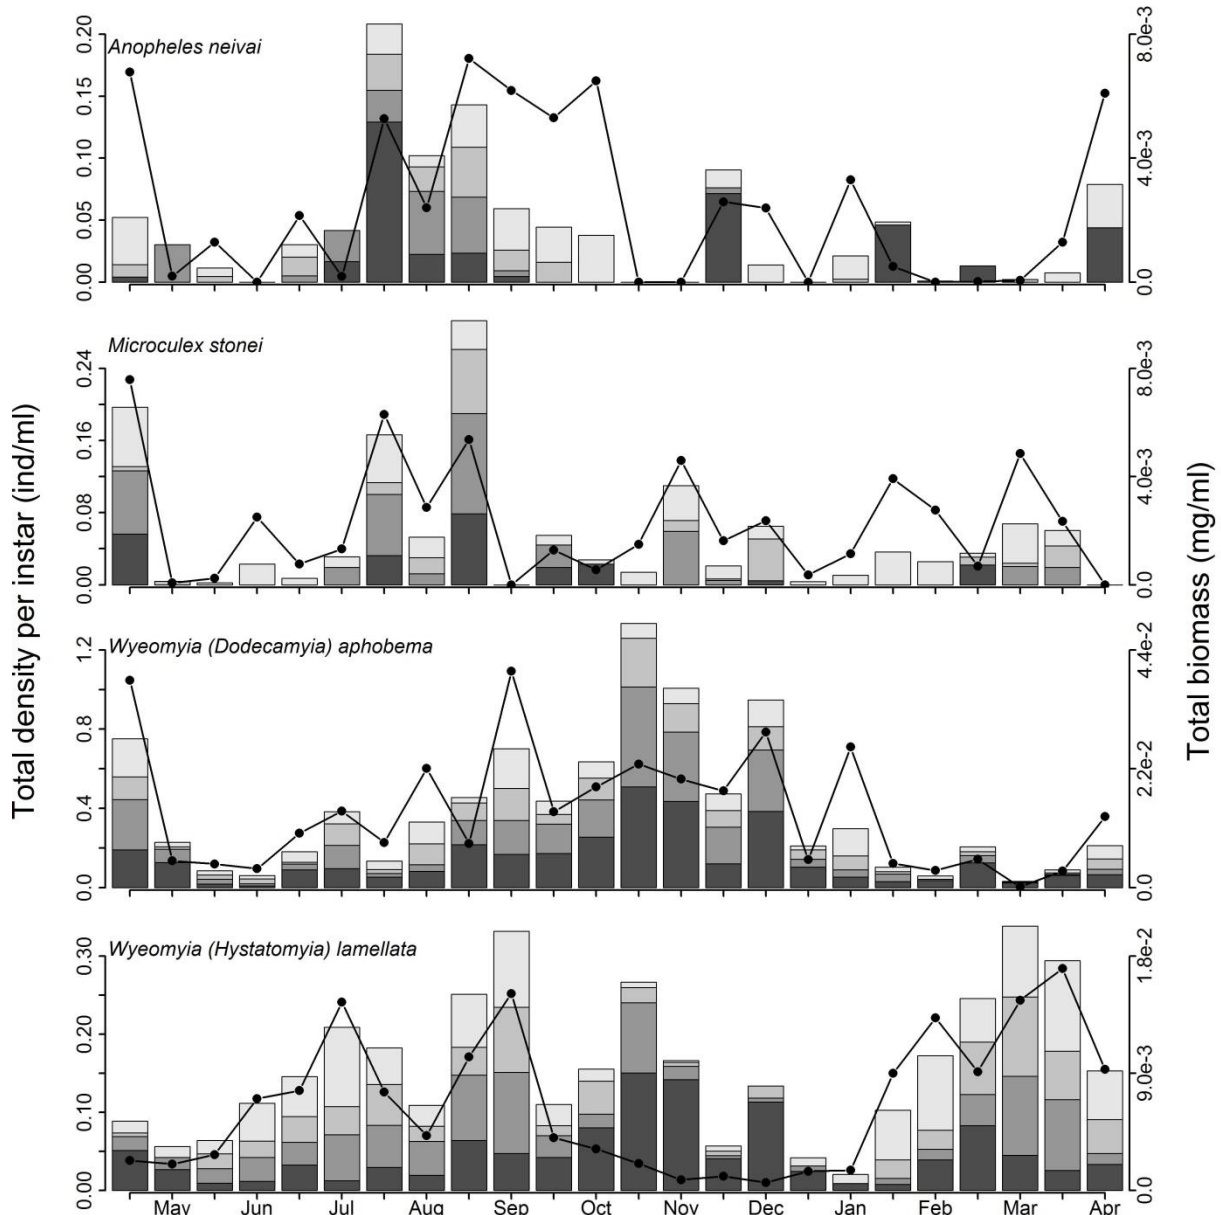 Total density per instar (ind/ml)
Total biomass (mg/ml)
Anopheles neivai
0.00 0.05 0.10 0.15 0.20
0.0 4.0e-3 8.0e-3
Microculex stonei
0.00 0.08 0.16 0.24
0.0 4.0e-3 8.0e-3
Wyeomyia (Dodecamyia) aphobema
0.0 0.4 0.8 1.2
0.0 2.2e-2 4.4e-2
Wyeomyia (Hystatomyia) lamellata
0.00 0.10 0.20 0.30
0.0 9.0e-3 1.8e-2
May Jun Jul Aug Sep Oct Nov Dec Jan Feb Mar Apr